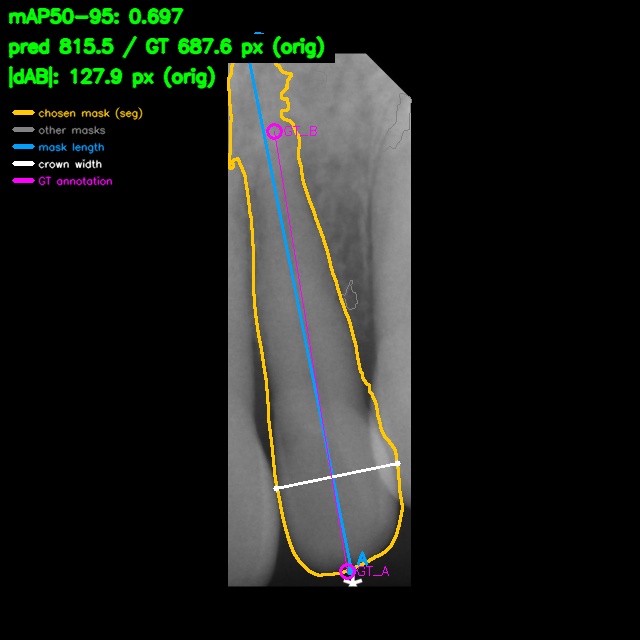 mAP50-95: 0.697
pred 815.5 / GT 687.6 px (orig)
|dAB|: 127.9 px (orig)
chosen mask (seg)
other masks
mask length
crown width
GT annotation
GT_B
A
GT_A